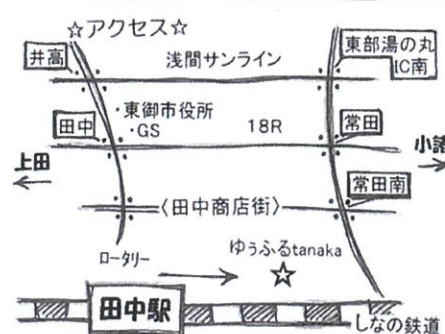 ☆アクセス☆
井高
浅間サンライン
東部湯の丸
IC南
・東御市役所
・GS
田中
18R
常田
小諸
上田
常田南
〈田中商店街〉
ロータリー
ゆぅふるtanaka
田中駅
しなの鉄道